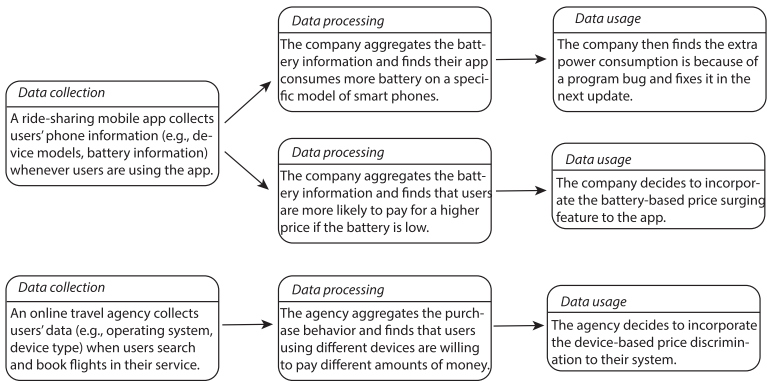 Data collection
A ride-sharing mobile app collects
users' phone information (e.g., de-
vice models, battery information)
whenever users are using the app.
Data processing
The company aggregates the batt-
ery information and finds their app
consumes more battery on a speci-
fic model of smart phones.
Data usage
The company then finds the extra
power consumption is because of
a program bug and fixes it in the
next update.
Data processing
The company aggregates the batt-
ery information and finds that users
are more likely to pay for a higher
price if the battery is low.
Data usage
The company decides to incorpor-
ate the battery-based price surging
feature to the app.
Data collection
An online travel agency collects
users' data (e.g., operating system,
device type) when users search
and book flights in their service.
Data processing
The agency aggregates the purch-
ase behavior and finds that users
using different devices are willing
to pay different amounts of money.
Data usage
The agency decides to incorporate
the device-based price discrimin-
ation to their system.